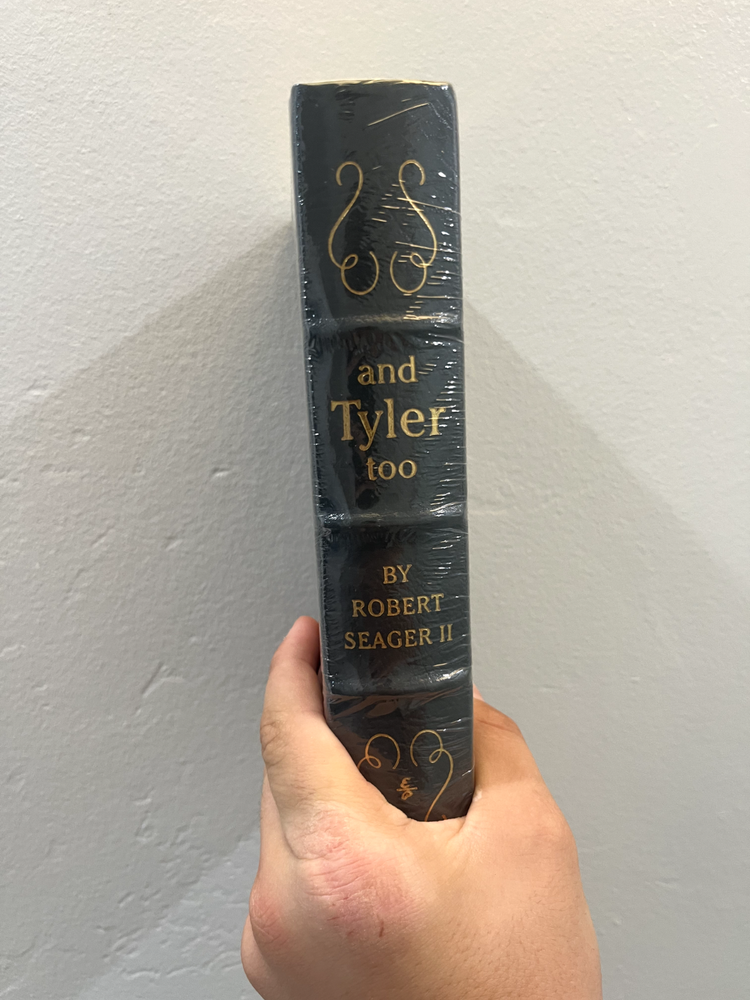 and
Tyler
too
BY
ROBERT
SEAGER II